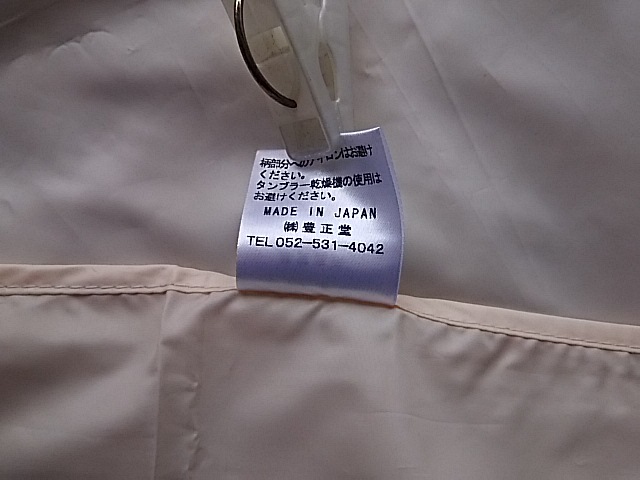 柄部分へのアイロンはお避け
ください。
タンブラー乾燥機の使用は
お避けください。
MADE IN JAPAN
㈱豊正堂
TEL052-531-4042